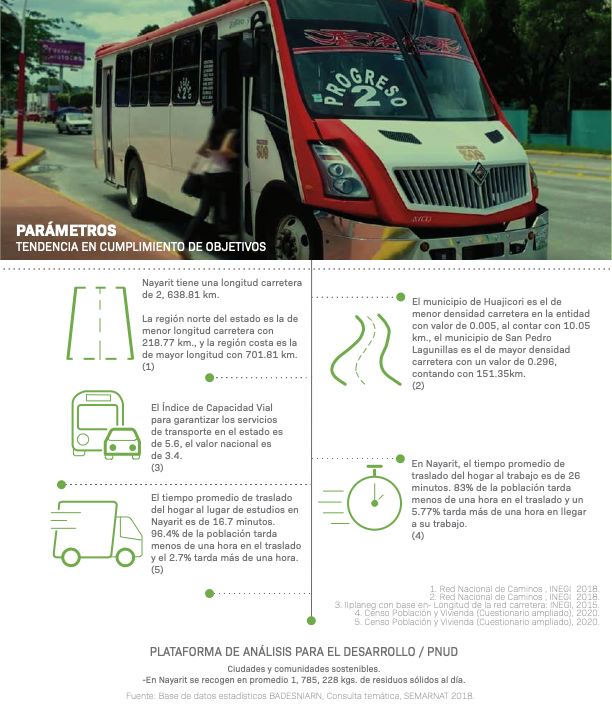 PROGRESO
2
PARÁMETROS
TENDENCIA EN CUMPLIMIENTO DE OBJETIVOS
Nayarit tiene una longitud carretera
de 2, 638.81 km.
La región norte del estado es la de
menor longitud carretera con
218.77 km., y la región costa es la
de mayor longitud con 701.81 km.
(1)
El municipio de Huajicori es el de
menor densidad carretera en la entidad
con valor de 0.005, al contar con 10.05
km., el municipio de San Pedro
Lagunillas es el de mayor densidad
carretera con un valor de 0.296,
contando con 151.35km.
(2)
El Índice de Capacidad Vial
para garantizar los servicios
de transporte en el estado es
de 5.6, el valor nacional es
de 3.4.
(3)
En Nayarit, el tiempo promedio de
traslado del hogar al trabajo es de 26
minutos. 83% de la población tarda
menos de una hora en el traslado y un
5.77% tarda más de una hora en llegar
a su trabajo.
(4)
El tiempo promedio de traslado
del hogar al lugar de estudios en
Nayarit es de 16.7 minutos.
96.4% de la población tarda
menos de una hora en el traslado
y el 2.7% tarda más de una hora.
(5)
1. Red Nacional de Caminos , INEGI  2018.
2. Red Nacional de Caminos , INEGI  2018.
3. IIplaneg con base en- Longitud de la red carretera: INEGI, 2015.
4. Censo Población y Vivienda (Cuestionario ampliado), 2020.
5. Censo Población y Vivienda (Cuestionario ampliado), 2020.
PLATAFORMA DE ANÁLISIS PARA EL DESARROLLO / PNUD
Ciudades y comunidades sostenibles.
-En Nayarit se recogen en promedio 1, 785, 228 kgs. de residuos sólidos al día.
Fuente: Base de datos estadísticos BADESNIARN, Consulta temática, SEMARNAT 2018.